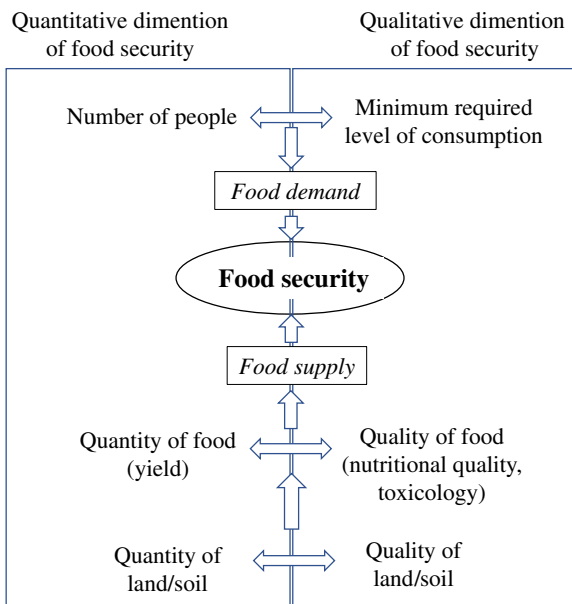 Quantitative dimention
of food security
Qualitative dimention
of food security
Number of people
Minimum required
level of consumption
Food demand
Food security
Food supply
Quantity of food
(yield)
Quality of food
(nutritional quality,
toxicology)
Quantity of
land/soil
Quality of
land/soil